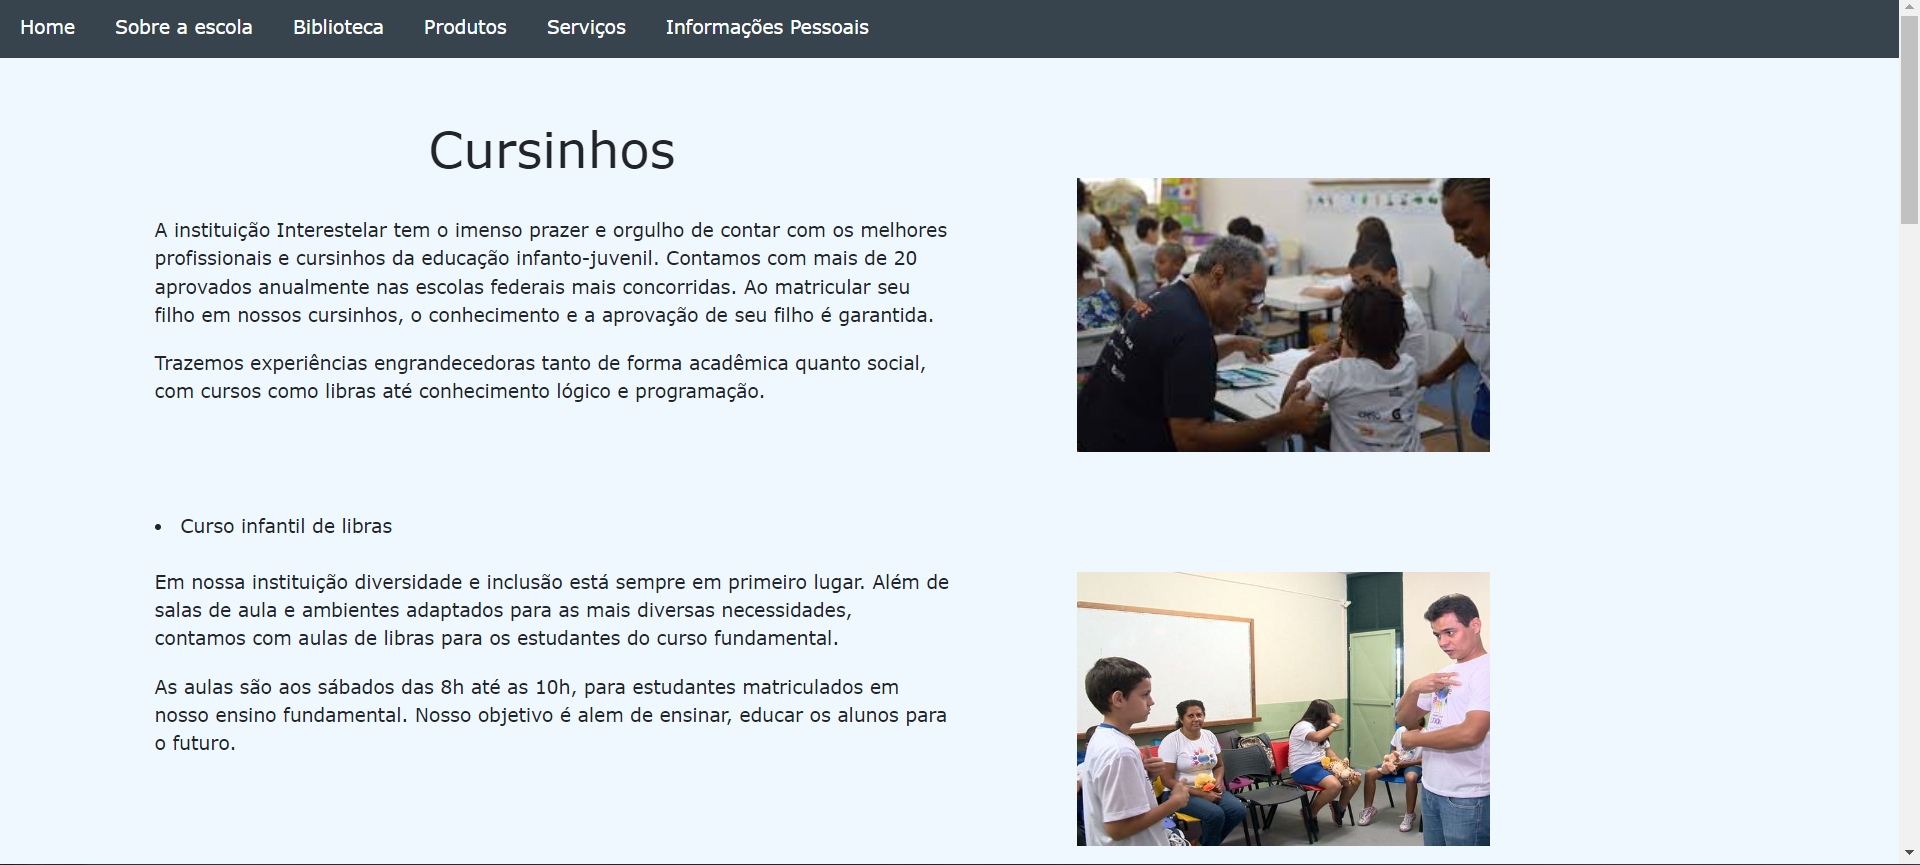 Home Sobre a escola Biblioteca Produtos Serviços Informações Pessoais
Cursinhos
A instituição Interestelar tem o imenso prazer e orgulho de contar com os melhores
profissionais e cursinhos da educação infanto-juvenil. Contamos com mais de 20
aprovados anualmente nas escolas federais mais concorridas. Ao matricular seu
filho em nossos cursinhos, o conhecimento e a aprovação de seu filho é garantida.
Trazemos experiências engrandecedoras tanto de forma acadêmica quanto social,
com cursos como libras até conhecimento lógico e programação.
• Curso infantil de libras
Em nossa instituição diversidade e inclusão está sempre em primeiro lugar. Além de
salas de aula e ambientes adaptados para as mais diversas necessidades,
contamos com aulas de libras para os estudantes do curso fundamental.
As aulas são aos sábados das 8h até as 10h, para estudantes matriculados em
nosso ensino fundamental. Nosso objetivo é alem de ensinar, educar os alunos para
o futuro.